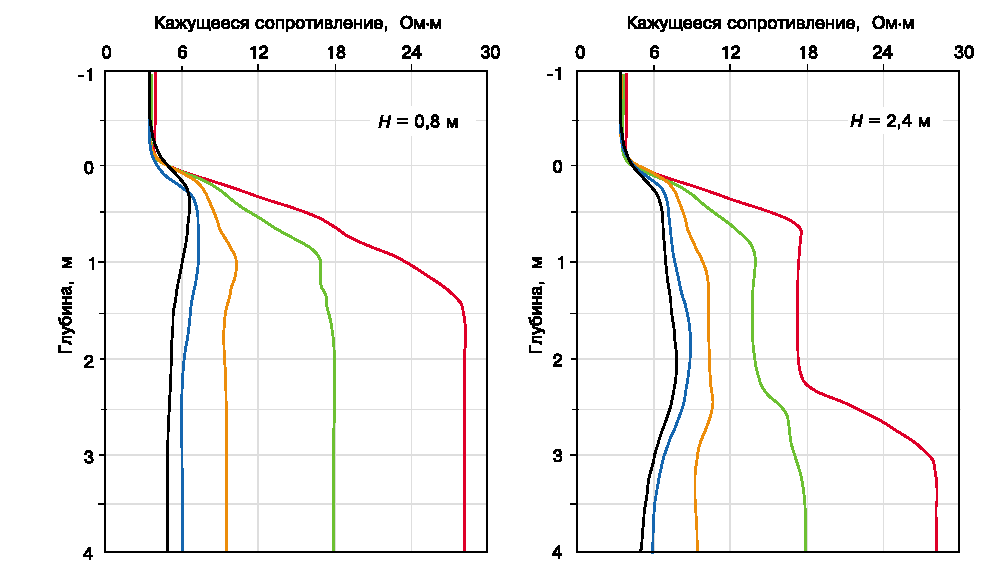 Кажущееся сопротивление, Ом·м
0 6 12 18 24 30
-1
0
1
2
3
4
Глубина, м
H = 0,8 м
Кажущееся сопротивление, Ом·м
0 6 12 18 24 30
-1
0
1
2
3
4
Глубина, м
H = 2,4 м